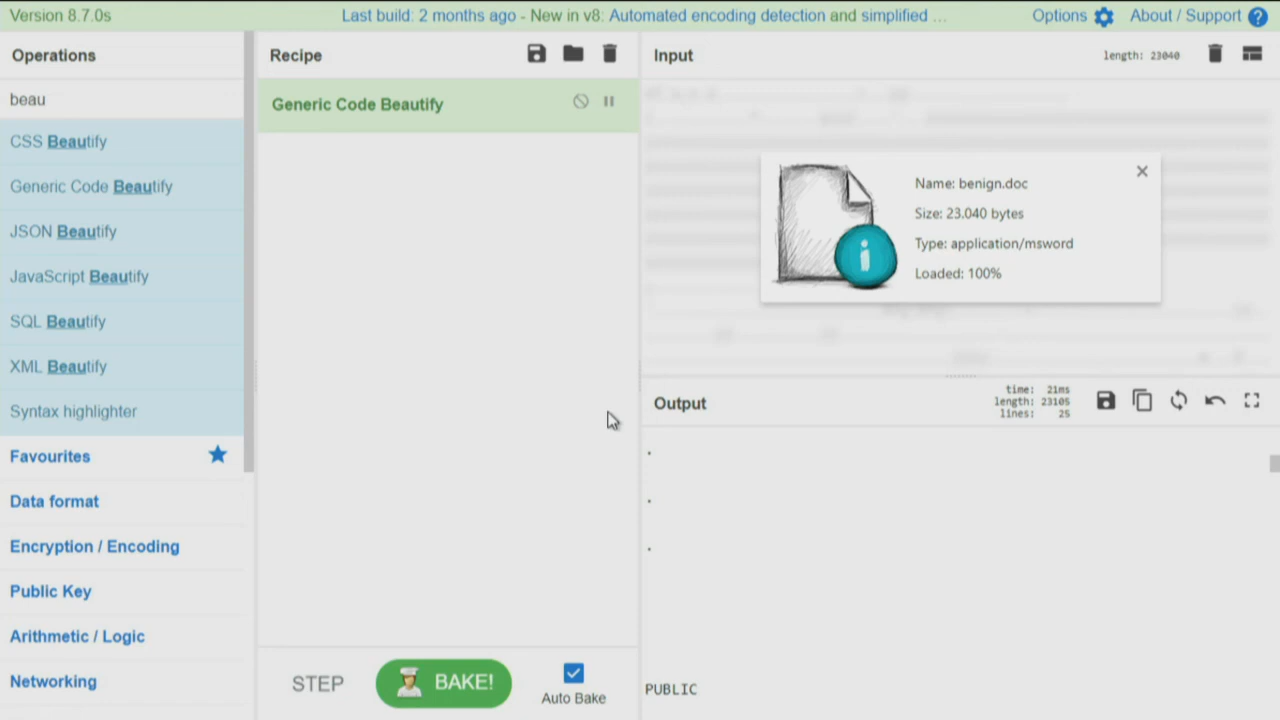 Version 8.7.0s
Last build: 2 months ago - New in v8: Automated encoding detection and simplified ...
Options
About / Support
Operations
beau
CSS Beautify
Generic Code Beautify
JSON Beautify
JavaScript Beautify
SQL Beautify
XML Beautify
Syntax highlighter
Favourites
Data format
Encryption / Encoding
Public Key
Arithmetic / Logic
Networking
Recipe
Generic Code Beautify
STEP
BAKE!
Auto Bake
Input
length: 23040
Name: benign.doc
Size: 23.040 bytes
Type: application/msword
Loaded: 100%
Output
time: 21ms
length: 23105
lines: 25
.
.
.
PUBLIC